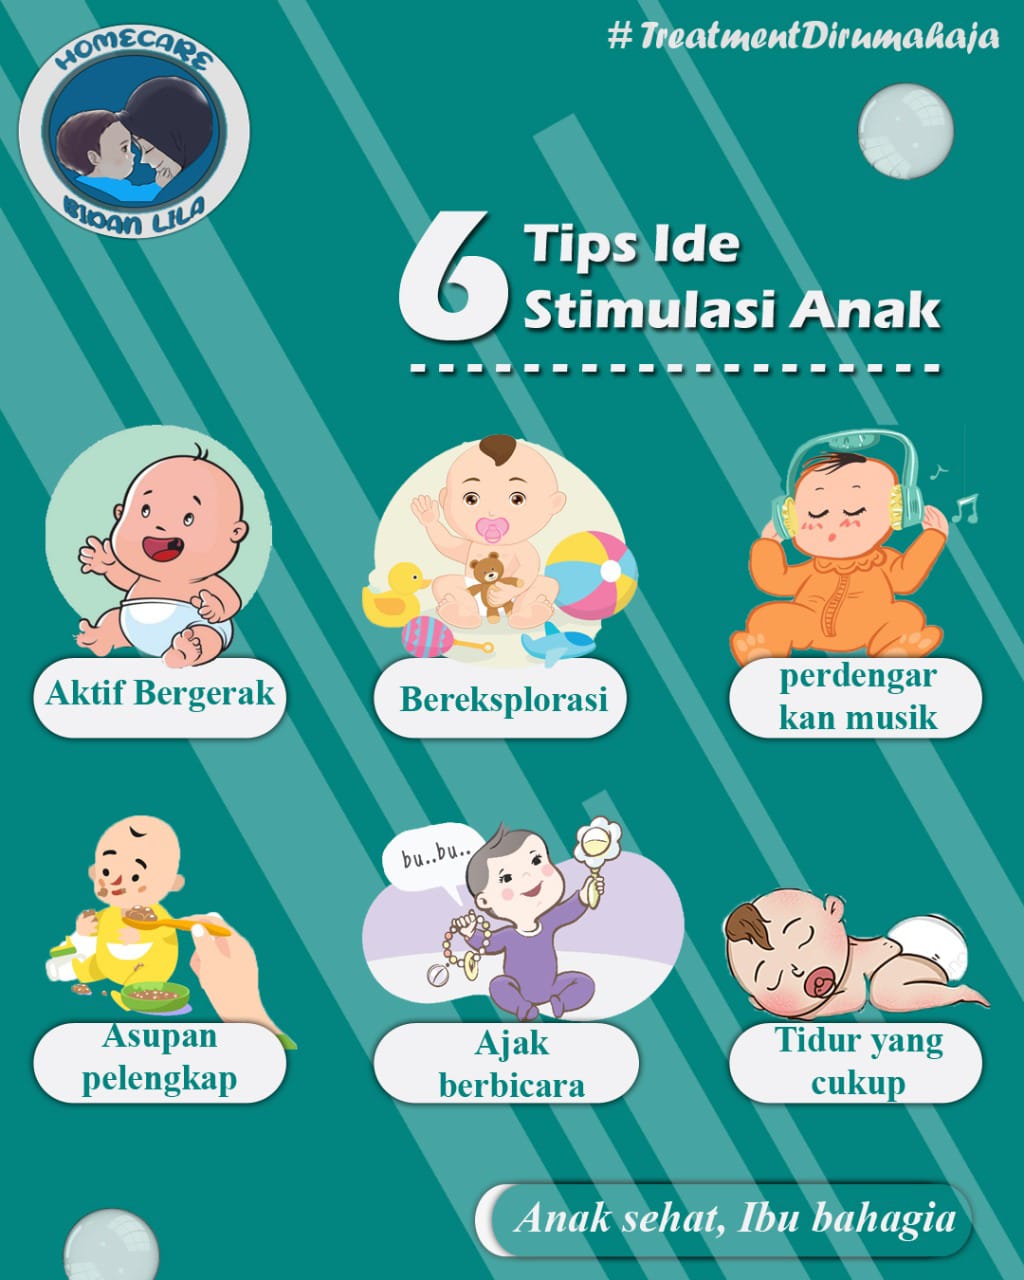 HOMECARE
BIDAN LILA
#TreatmentDirumahaja
6 Tips Ide
Stimulasi Anak
Aktif Bergerak
Bereksplorasi
perdengar
kan musik
bu..bu..
Asupan
pelengkap
Ajak
berbicara
Tidur yang
cukup
Anak sehat, Ibu bahagia